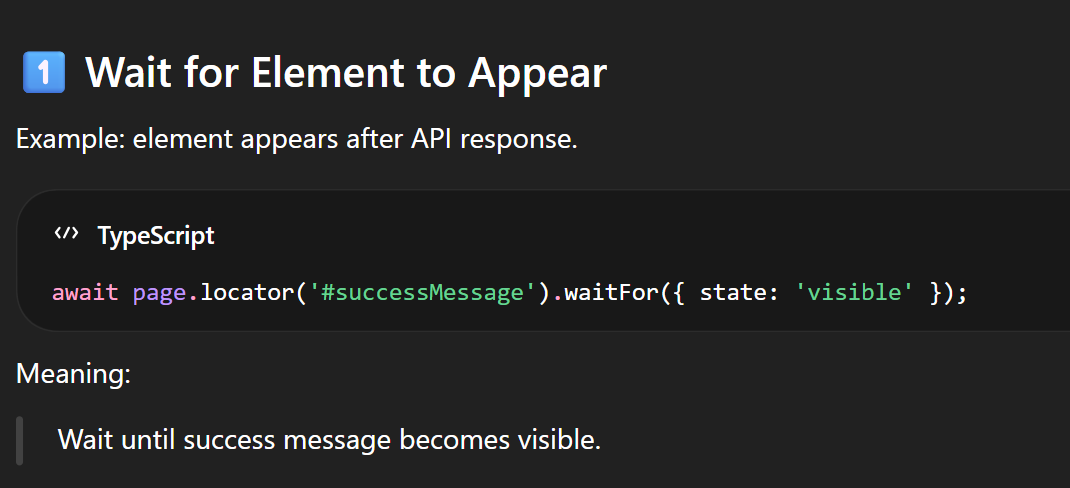 1 Wait for Element to Appear
Example: element appears after API response.
</> TypeScript
await page.locator('#successMessage').waitFor({ state: 'visible' });
Meaning:
Wait until success message becomes visible.